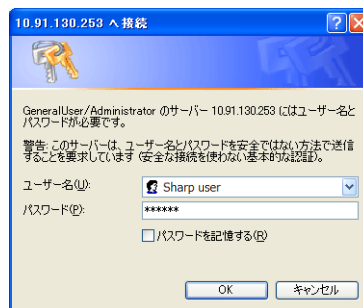 10.91.130.253 へ接続
GeneralUser/Administrator のサーバー 10.91.130.253 にはユーザー名と
パスワードが必要です。
警告: このサーバーは、ユーザー名とパスワードを安全ではない方法で送信
することを要求しています (安全な接続を使わない基本的な認証)。
ユーザー名(U):
Sharp user
パスワード(P):
******
パスワードを記憶する(R)
OK
キャンセル